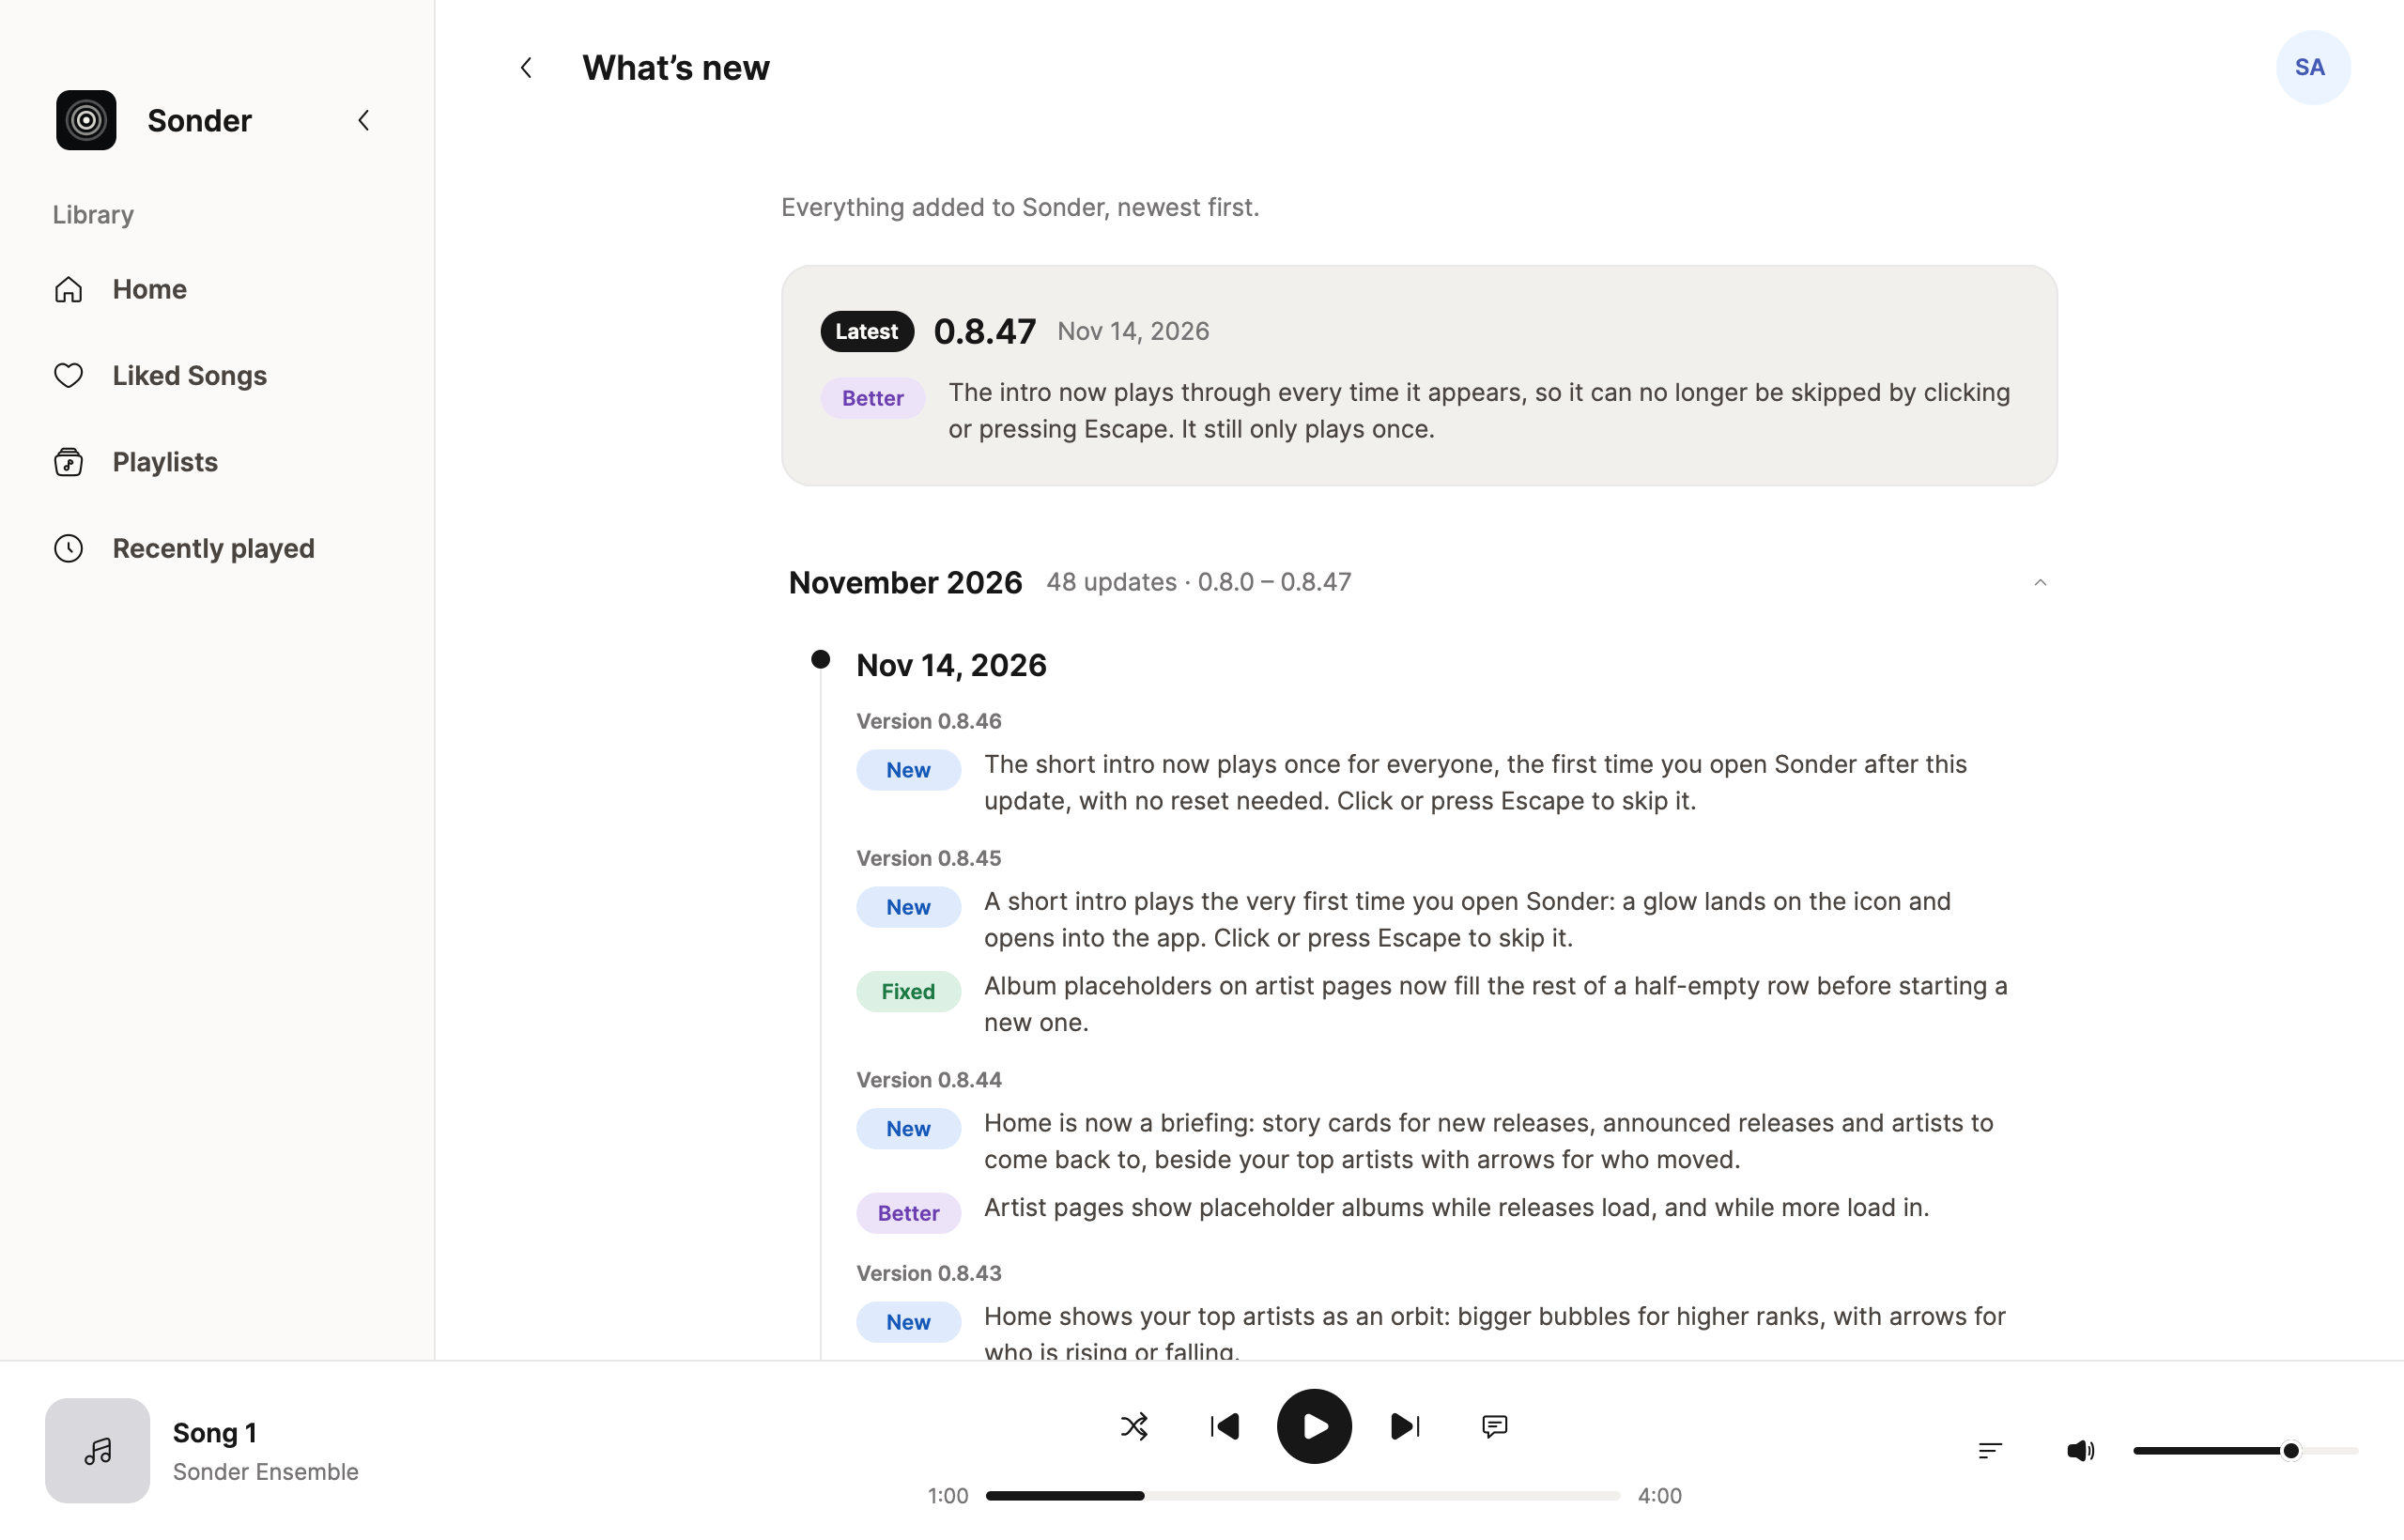 Sonder
Library
Home
Liked Songs
Playlists
Recently played
What’s new
SA
Everything added to Sonder, newest first.
Latest 0.8.47 Nov 14, 2026
Better The intro now plays through every time it appears, so it can no longer be skipped by clicking
or pressing Escape. It still only plays once.
November 2026 48 updates · 0.8.0 – 0.8.47
Nov 14, 2026
Version 0.8.46
New The short intro now plays once for everyone, the first time you open Sonder after this
update, with no reset needed. Click or press Escape to skip it.
Version 0.8.45
New A short intro plays the very first time you open Sonder: a glow lands on the icon and
opens into the app. Click or press Escape to skip it.
Fixed Album placeholders on artist pages now fill the rest of a half-empty row before starting a
new one.
Version 0.8.44
New Home is now a briefing: story cards for new releases, announced releases and artists to
come back to, beside your top artists with arrows for who moved.
Better Artist pages show placeholder albums while releases load, and while more load in.
Version 0.8.43
New Home shows your top artists as an orbit: bigger bubbles for higher ranks, with arrows for
who is rising or falling.
Song 1
Sonder Ensemble
1:00
4:00